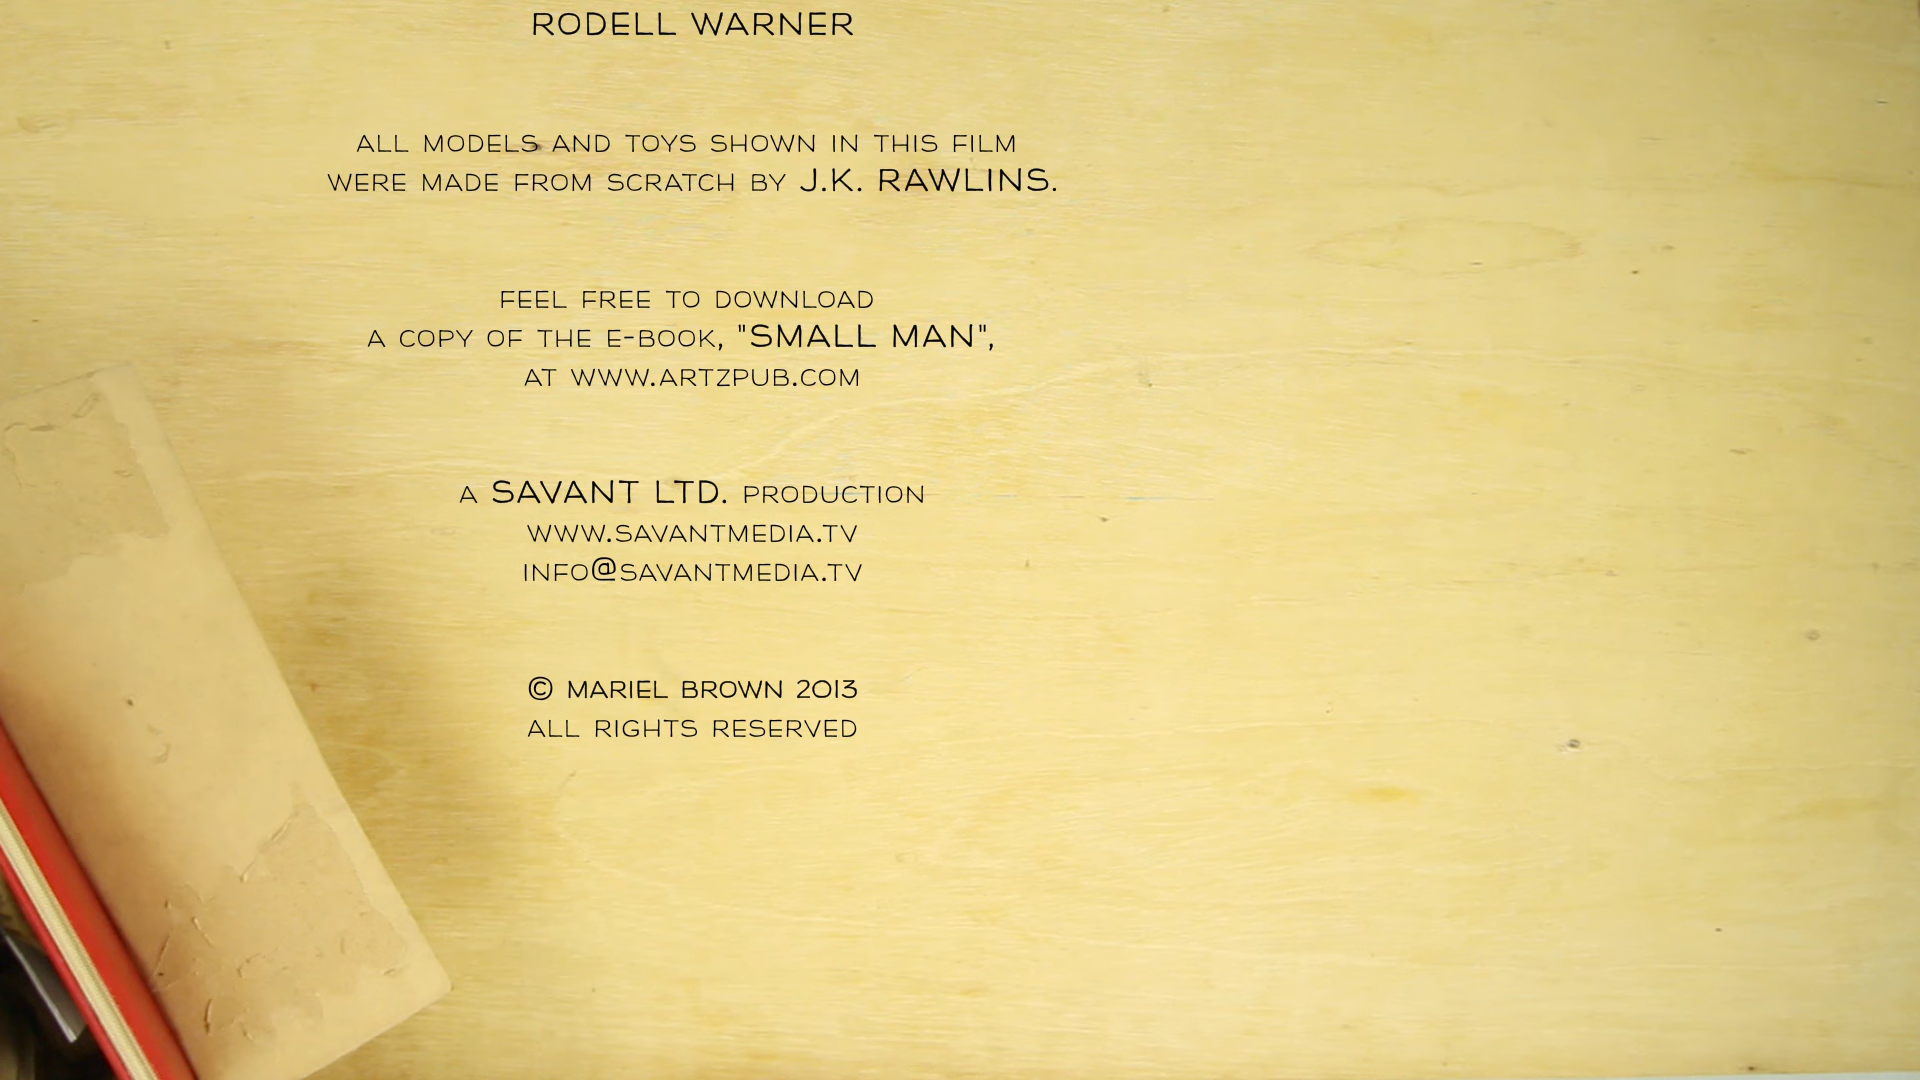 RODELL WARNER
ALL MODELS AND TOYS SHOWN IN THIS FILM
WERE MADE FROM SCRATCH BY J.K. RAWLINS.
FEEL FREE TO DOWNLOAD
A COPY OF THE E-BOOK, "SMALL MAN",
AT WWW.ARTZPUB.COM
A SAVANT LTD. PRODUCTION
WWW.SAVANTMEDIA.TV
INFO@SAVANTMEDIA.TV
© MARIEL BROWN 2013
ALL RIGHTS RESERVED